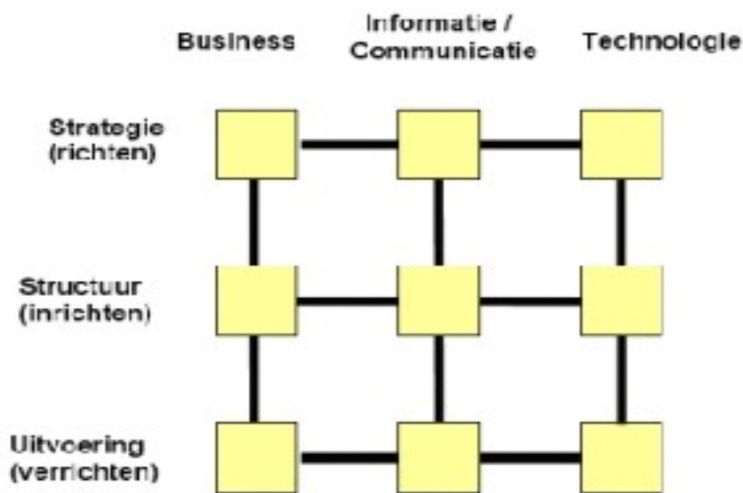 Business
Informatie /
Communicatie
Technologie
Strategie
(richten)
Structuur
(inrichten)
Uitvoering
(verrichten)